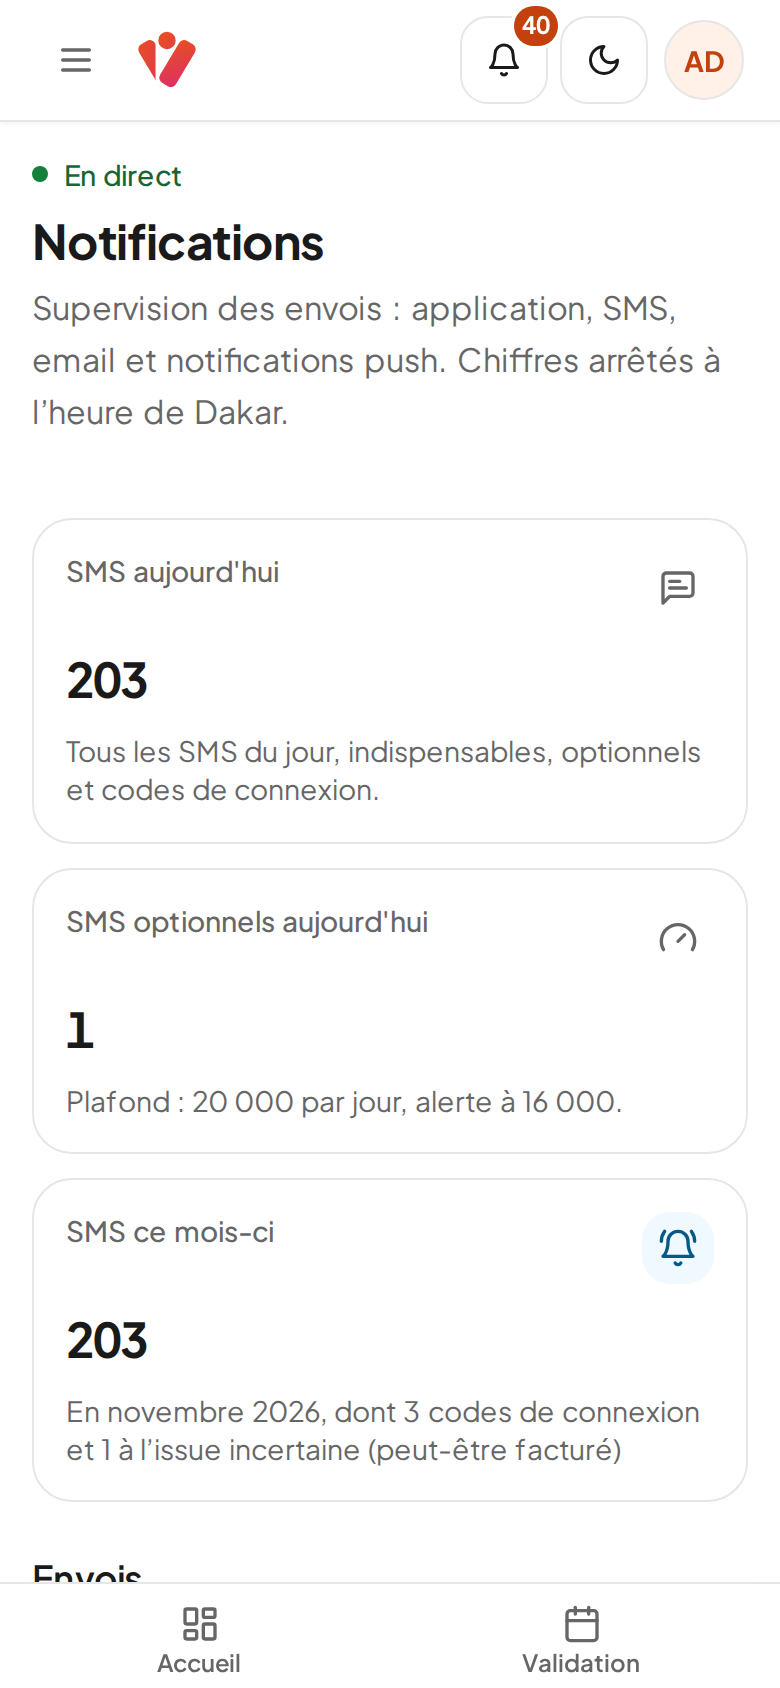 40
AD
En direct
Notifications
Supervision des envois : application, SMS,
email et notifications push. Chiffres arrêtés à
l’heure de Dakar.
SMS aujourd'hui
203
Tous les SMS du jour, indispensables, optionnels
et codes de connexion.
SMS optionnels aujourd'hui
1
Plafond : 20 000 par jour, alerte à 16 000.
SMS ce mois-ci
203
En novembre 2026, dont 3 codes de connexion
et 1 à l’issue incertaine (peut-être facturé)
Envois
Accueil
Validation